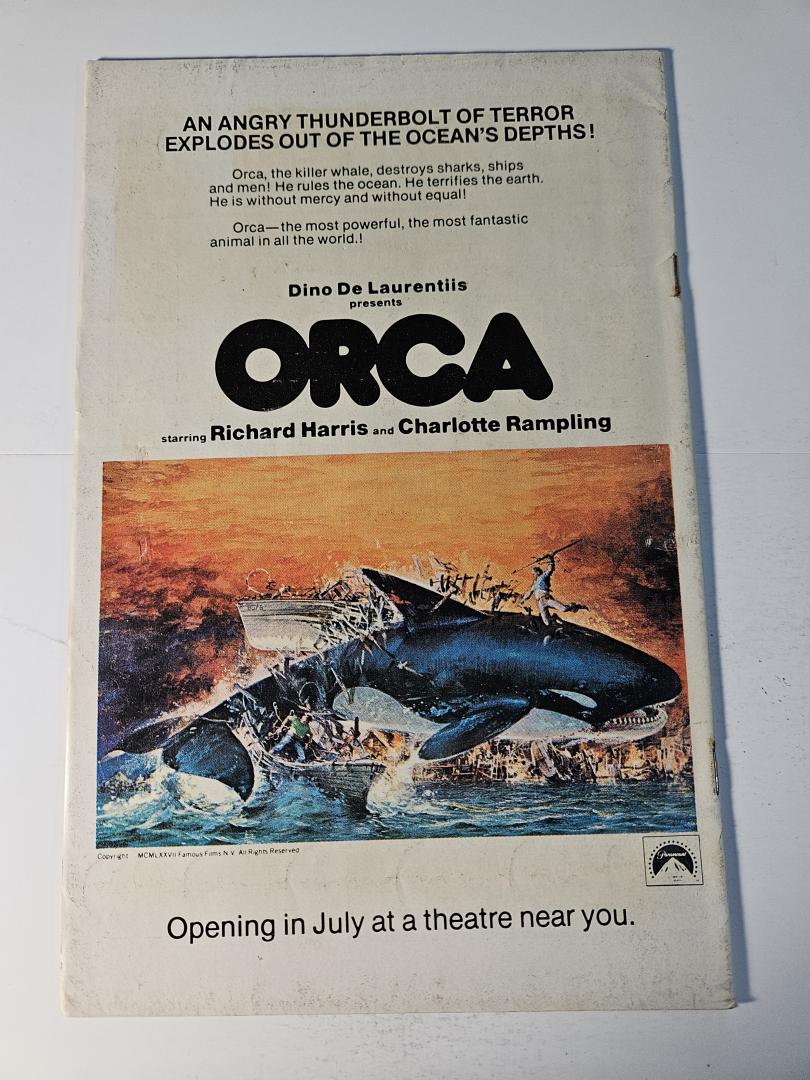 AN ANGRY THUNDERBOLT OF TERROR
EXPLODES OUT OF THE OCEAN'S DEPTHS!
Orca, the killer whale, destroys sharks, ships
and men! He rules the ocean. He terrifies the earth.
He is without mercy and without equal!
Orca—the most powerful, the most fantastic
animal in all the world.!
Dino De Laurentiis
presents
ORCA
starring Richard Harris and Charlotte Rampling
Copyright MCMLXXVII Famous Films N.V. All Rights Reserved
Paramount
Opening in July at a theatre near you.